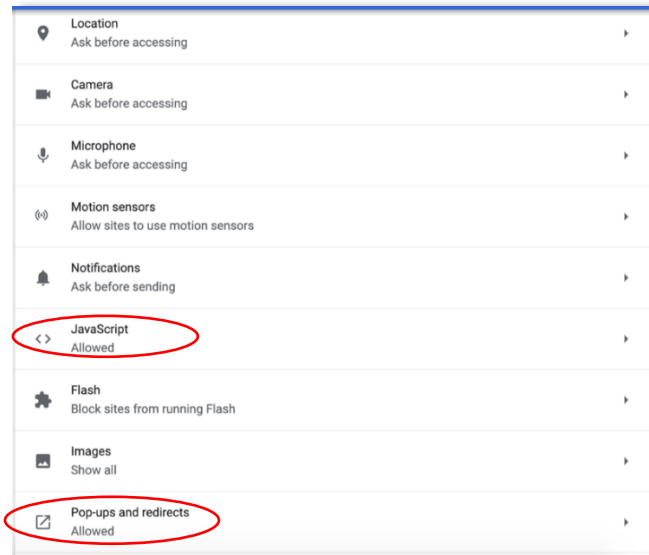 Location
Ask before accessing
Camera
Ask before accessing
Microphone
Ask before accessing
Motion sensors
Allow sites to use motion sensors
Notifications
Ask before sending
JavaScript
Allowed
Flash
Block sites from running Flash
Images
Show all
Pop-ups and redirects
Allowed